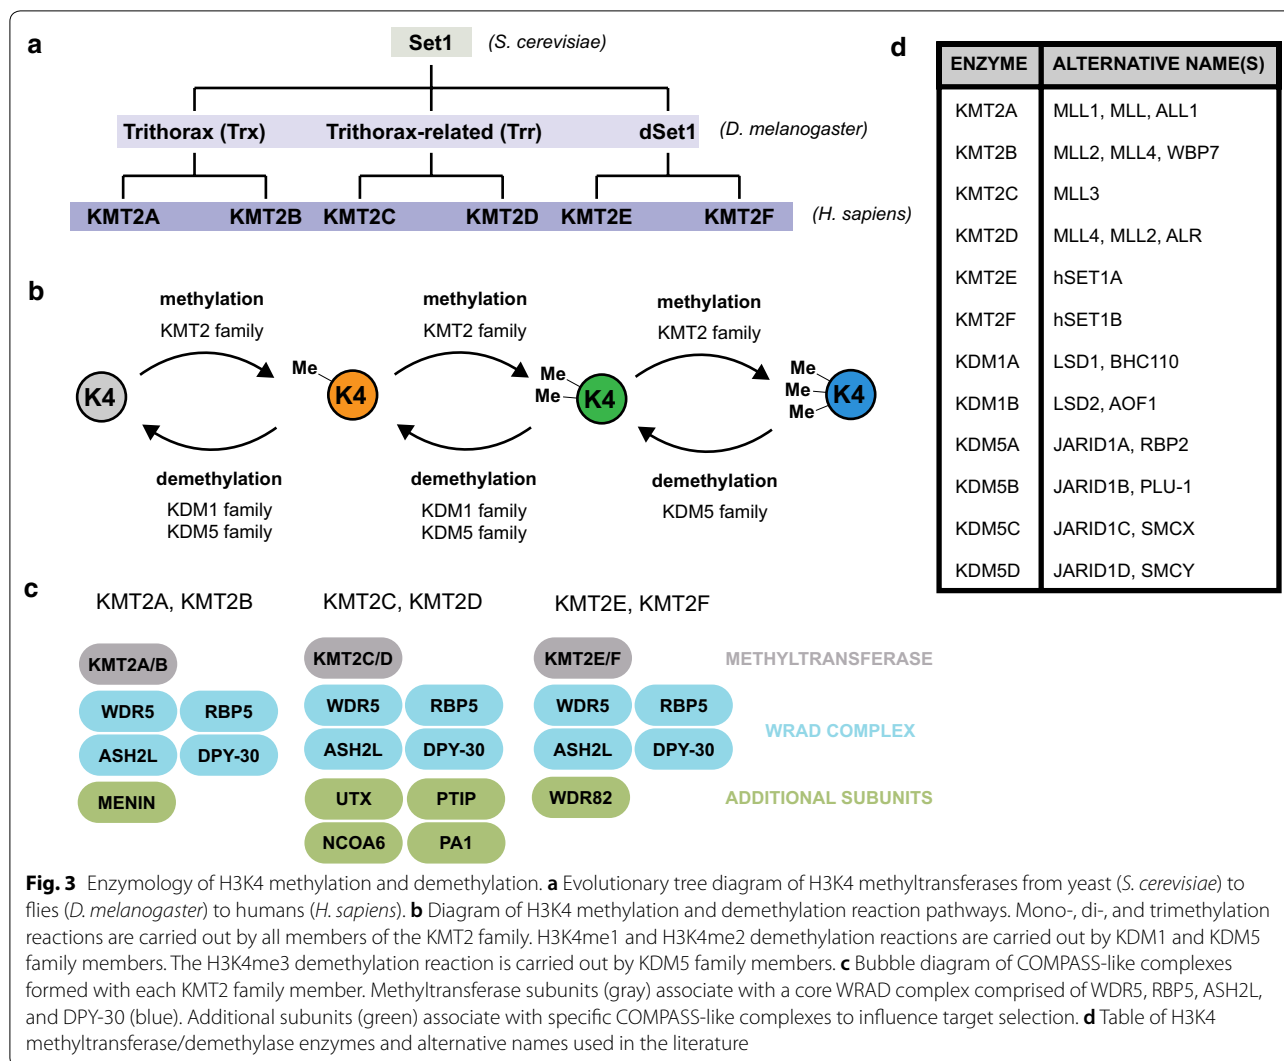 a
Set1 (S. cerevisiae)
Trithorax (Trx) Trithorax-related (Trr) dSet1 (D. melanogaster)
KMT2A KMT2B KMT2C KMT2D KMT2E KMT2F (H. sapiens)
b
methylation methylation methylation
KMT2 family KMT2 family KMT2 family
K4 Me K4 Me Me K4 Me Me Me K4
demethylation demethylation demethylation
KDM1 family KDM1 family KDM5 family
KDM5 family KDM5 family
c
KMT2A, KMT2B KMT2C, KMT2D KMT2E, KMT2F
KMT2A/B KMT2C/D KMT2E/F METHYLTRANSFERASE
WDR5 RBP5 WDR5 RBP5 WDR5 RBP5
WRAD COMPLEX
ASH2L DPY-30 ASH2L DPY-30 ASH2L DPY-30
MENIN UTX PTIP WDR82 ADDITIONAL SUBUNITS
NCOA6 PA1
d
ENZYME ALTERNATIVE NAME(S)
KMT2A MLL1, MLL, ALL1
KMT2B MLL2, MLL4, WBP7
KMT2C MLL3
KMT2D MLL4, MLL2, ALR
KMT2E hSET1A
KMT2F hSET1B
KDM1A LSD1, BHC110
KDM1B LSD2, AOF1
KDM5A JARID1A, RBP2
KDM5B JARID1B, PLU-1
KDM5C JARID1C, SMCX
KDM5D JARID1D, SMCY
Fig. 3 Enzymology of H3K4 methylation and demethylation. a Evolutionary tree diagram of H3K4 methyltransferases from yeast (S. cerevisiae) to
flies (D. melanogaster) to humans (H. sapiens). b Diagram of H3K4 methylation and demethylation reaction pathways. Mono-, di-, and trimethylation
reactions are carried out by all members of the KMT2 family. H3K4me1 and H3K4me2 demethylation reactions are carried out by KDM1 and KDM5
family members. The H3K4me3 demethylation reaction is carried out by KDM5 family members. c Bubble diagram of COMPASS-like complexes
formed with each KMT2 family member. Methyltransferase subunits (gray) associate with a core WRAD complex comprised of WDR5, RBP5, ASH2L,
and DPY-30 (blue). Additional subunits (green) associate with specific COMPASS-like complexes to influence target selection. d Table of H3K4
methyltransferase/demethylase enzymes and alternative names used in the literature